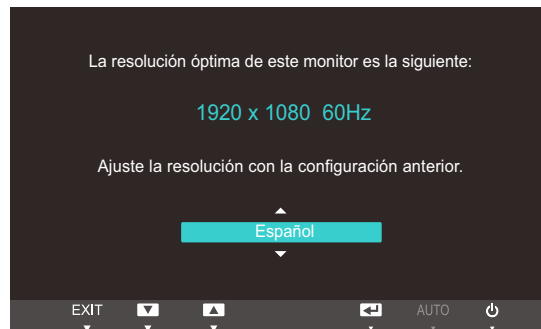 La resolución óptima de este monitor es la siguiente:
1920 x 1080 60Hz
Ajuste la resolución con la configuración anterior.
Español
EXIT AUTO